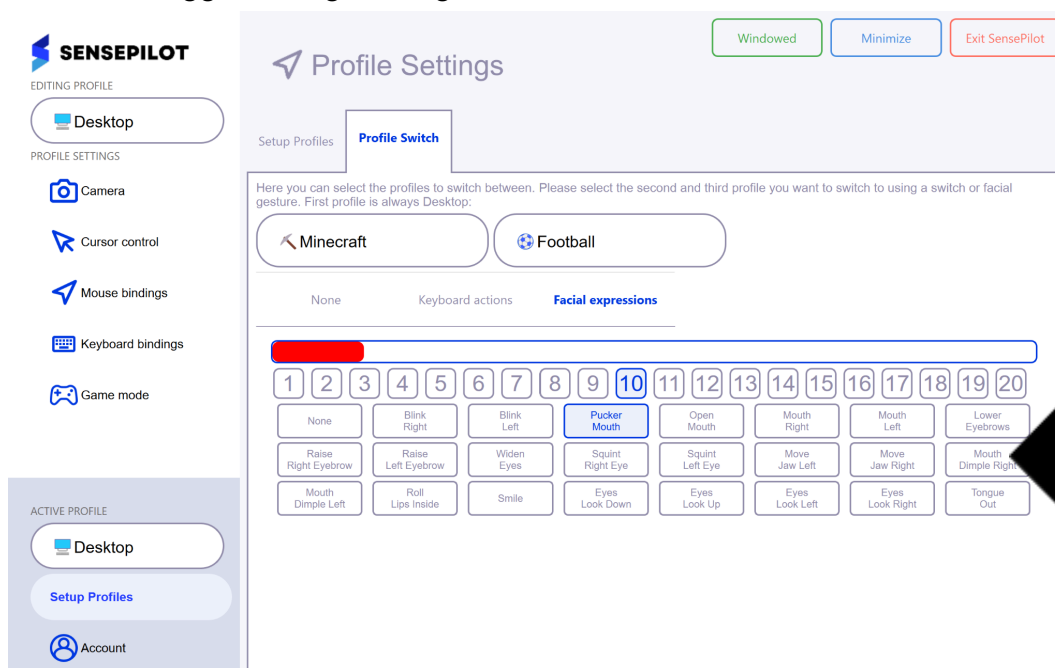 SENSEPILOT
EDITING PROFILE
Desktop
PROFILE SETTINGS
Camera
Cursor control
Mouse bindings
Keyboard bindings
Game mode
ACTIVE PROFILE
Desktop
Setup Profiles
Account
Profile Settings
Windowed
Minimize
Exit SensePilot
Setup Profiles
Profile Switch
Here you can select the profiles to switch between. Please select the second and third profile you want to switch to using a switch or facial
gesture. First profile is always Desktop:
Minecraft
Football
None
Keyboard actions
Facial expressions
1 2 3 4 5 6 7 8 9 10 11 12 13 14 15 16 17 18 19 20
None
Blink
Right
Blink
Left
Pucker
Mouth
Open
Mouth
Mouth
Right
Mouth
Left
Lower
Eyebrows
Raise
Right Eyebrow
Raise
Left Eyebrow
Widen
Eyes
Squint
Right Eye
Squint
Left Eye
Move
Jaw Left
Move
Jaw Right
Mouth
Dimple Right
Mouth
Dimple Left
Roll
Lips Inside
Smile
Eyes
Look Down
Eyes
Look Up
Eyes
Look Left
Eyes
Look Right
Tongue
Out